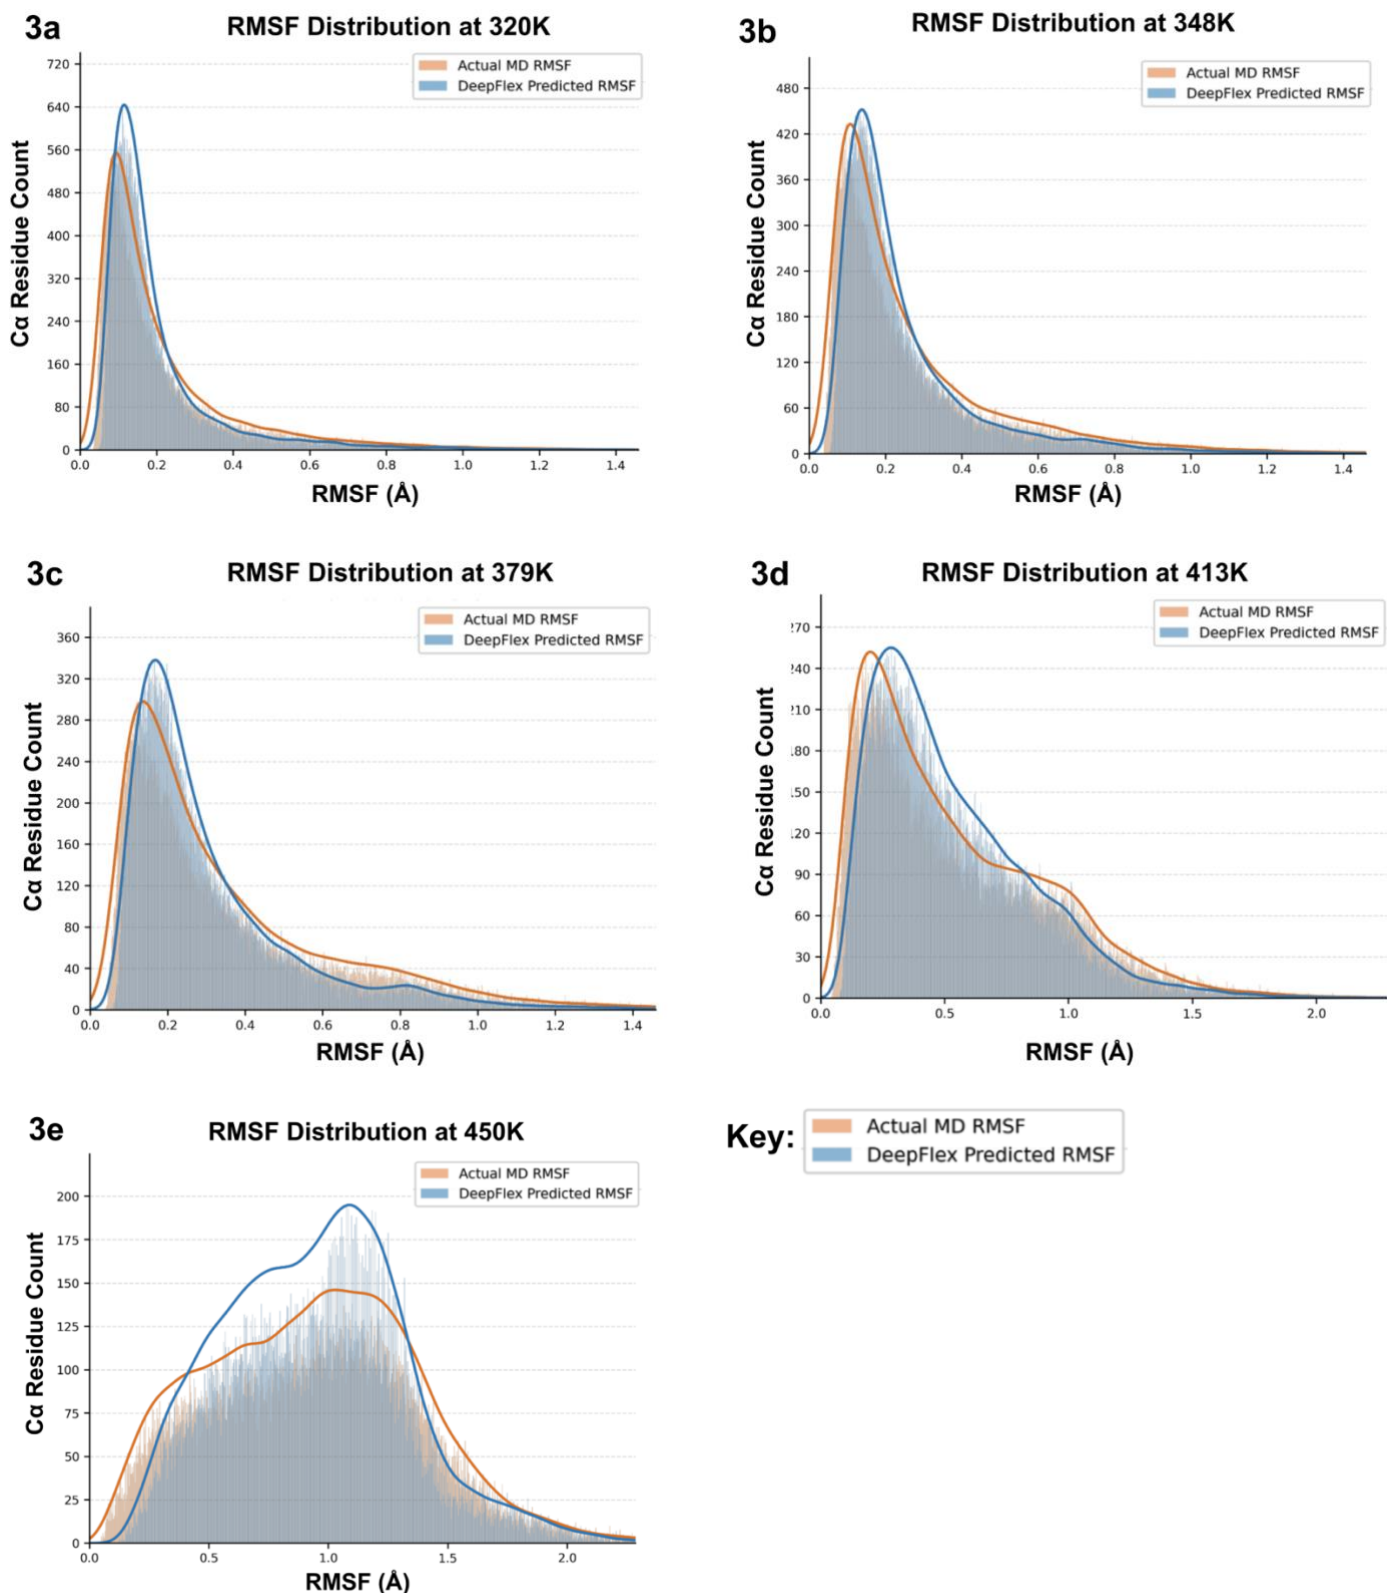 3a
RMSF Distribution at 320K
Actual MD RMSF
DeepFlex Predicted RMSF
720
640
560
480
400
320
240
160
80
0
Cα Residue Count
0.0 0.2 0.4 0.6 0.8 1.0 1.2 1.4
RMSF (Å)
3b
RMSF Distribution at 348K
Actual MD RMSF
DeepFlex Predicted RMSF
480
420
360
300
240
180
120
60
0
Cα Residue Count
0.0 0.2 0.4 0.6 0.8 1.0 1.2 1.4
RMSF (Å)
3c
RMSF Distribution at 379K
Actual MD RMSF
DeepFlex Predicted RMSF
360
320
280
240
200
160
120
80
40
0
Cα Residue Count
0.0 0.2 0.4 0.6 0.8 1.0 1.2 1.4
RMSF (Å)
3d
RMSF Distribution at 413K
Actual MD RMSF
DeepFlex Predicted RMSF
270
240
210
180
150
120
90
60
30
0
Cα Residue Count
0.0 0.5 1.0 1.5 2.0
RMSF (Å)
3e
RMSF Distribution at 450K
Actual MD RMSF
DeepFlex Predicted RMSF
200
175
150
125
100
75
50
25
0
Cα Residue Count
0.0 0.5 1.0 1.5 2.0
RMSF (Å)
Key:
Actual MD RMSF
DeepFlex Predicted RMSF